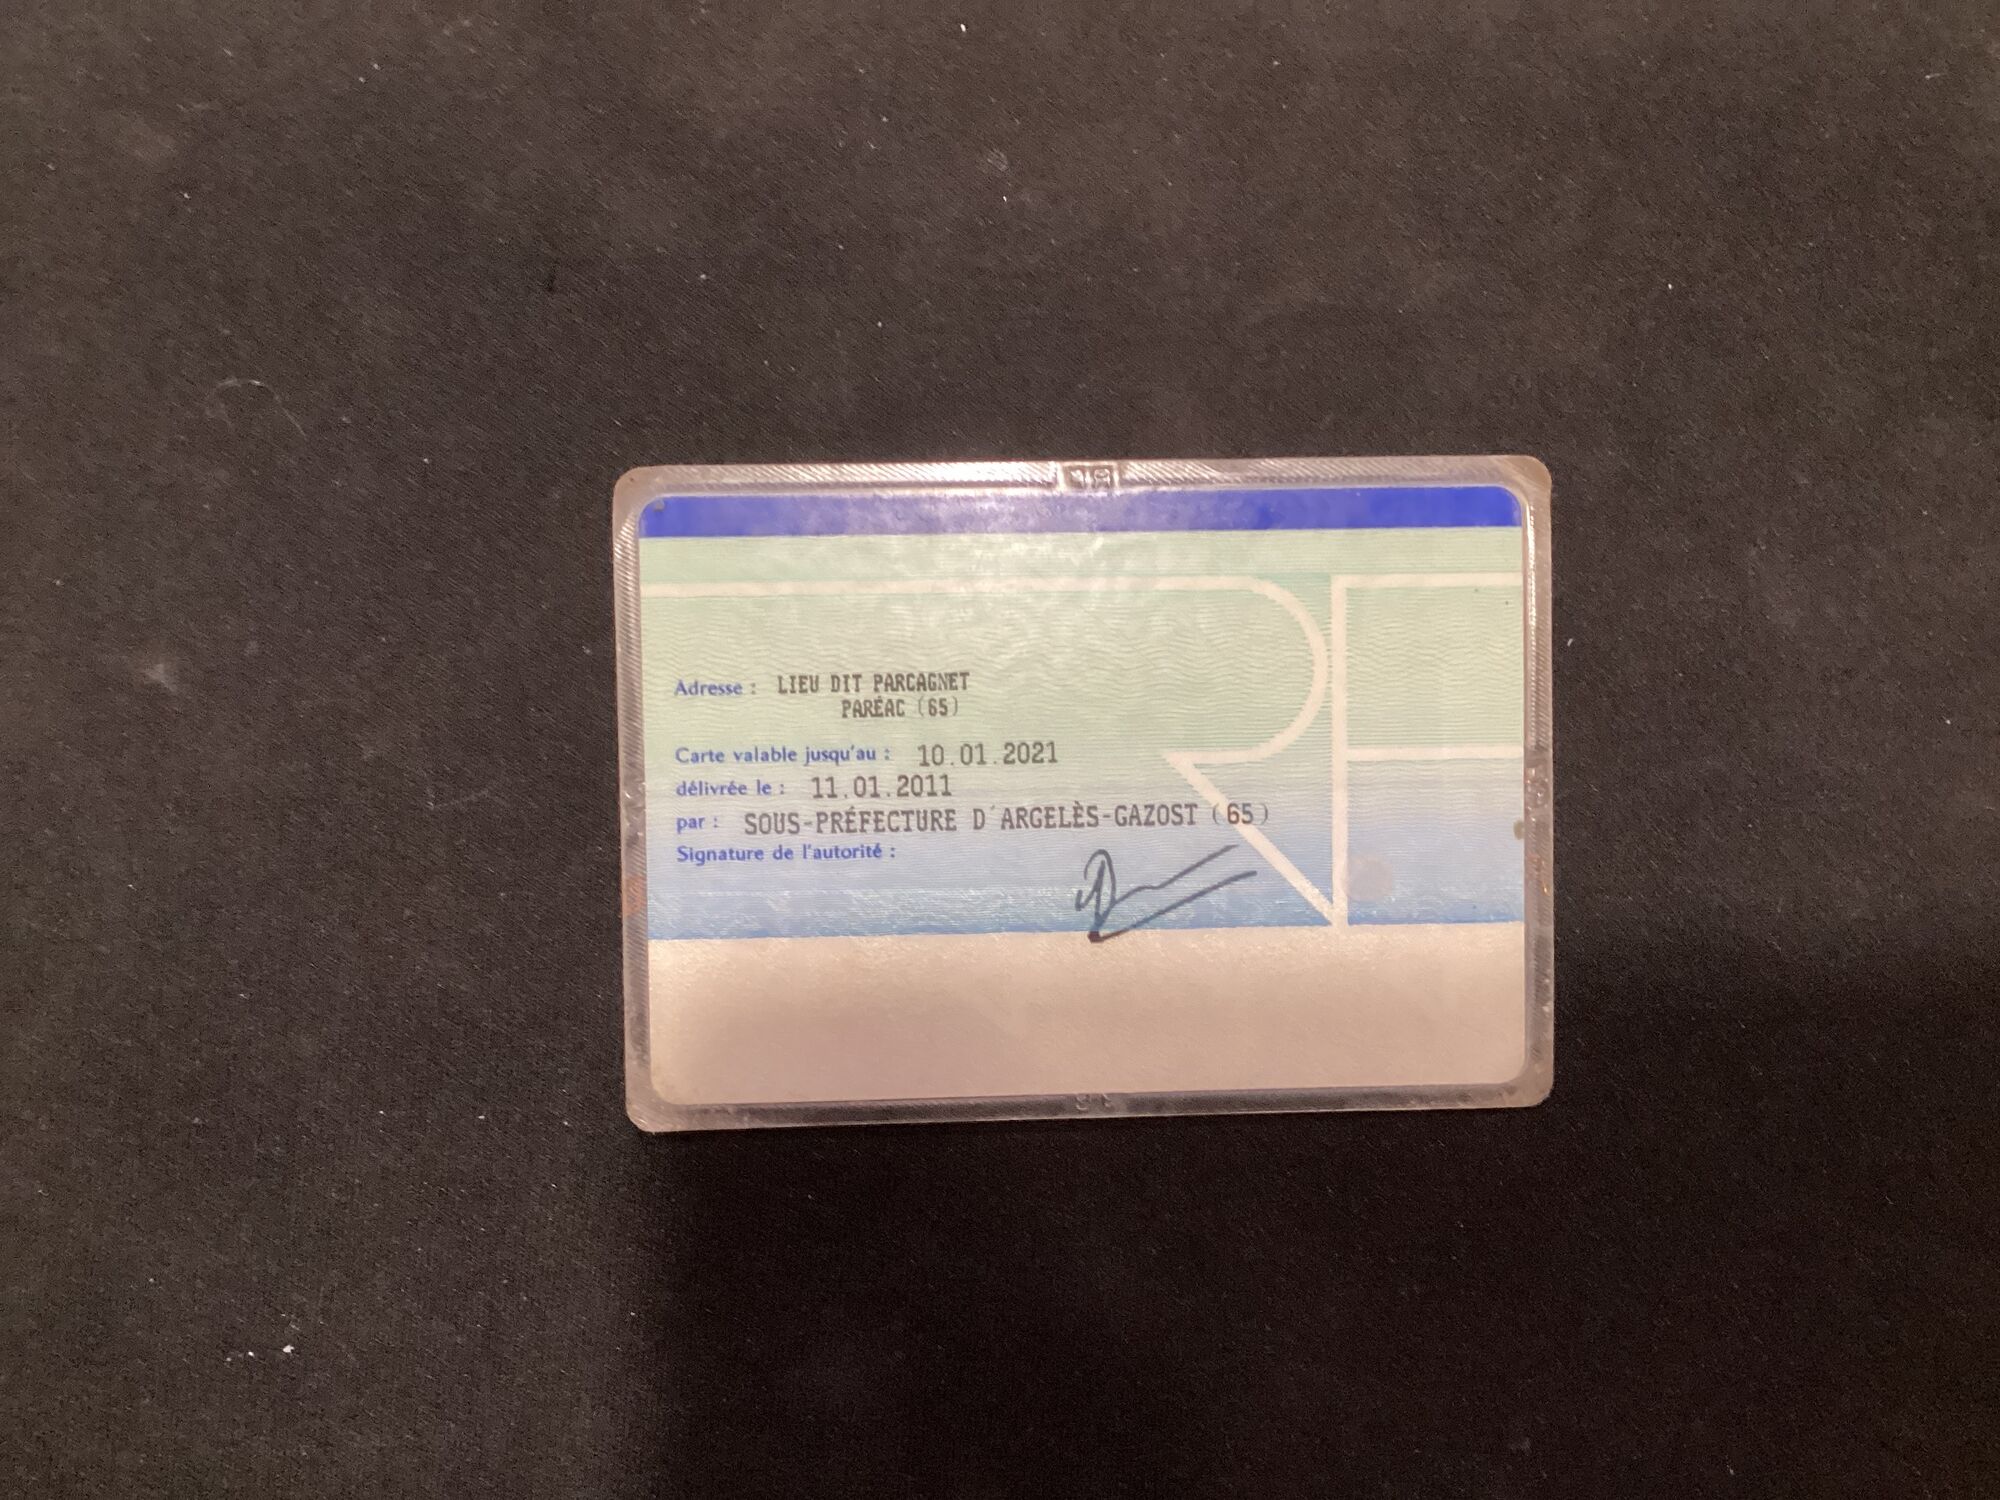 Adresse : LIEU DIT PARCAGNET
PARÉAC (65)
Carte valable jusqu'au : 10.01.2021
délivrée le : 11.01.2011
par : SOUS-PRÉFECTURE D'ARGELÈS-GAZOST (65)
Signature de l'autorité :
RF